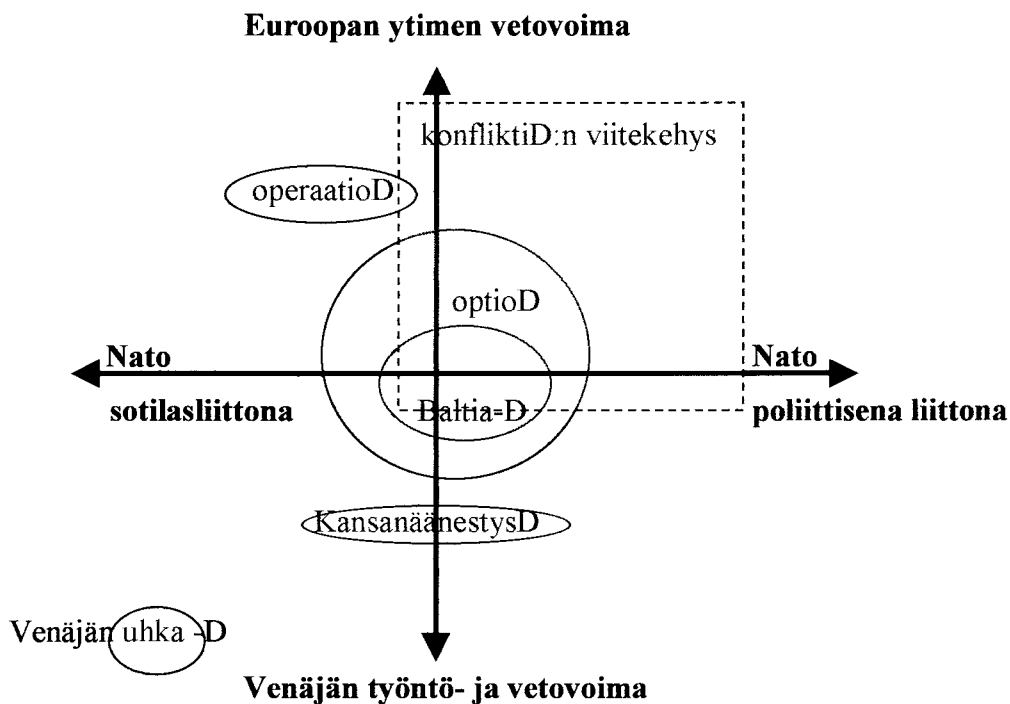 Euroopan ytimen vetovoima
konfliktiD:n viitekehys
operaatioD
optioD
Nato
Nato
sotilasliittona
Baltia-D
poliittisena liittona
KansanäänestysD
Venäjän uhka -D
Venäjän työntö- ja vetovoima